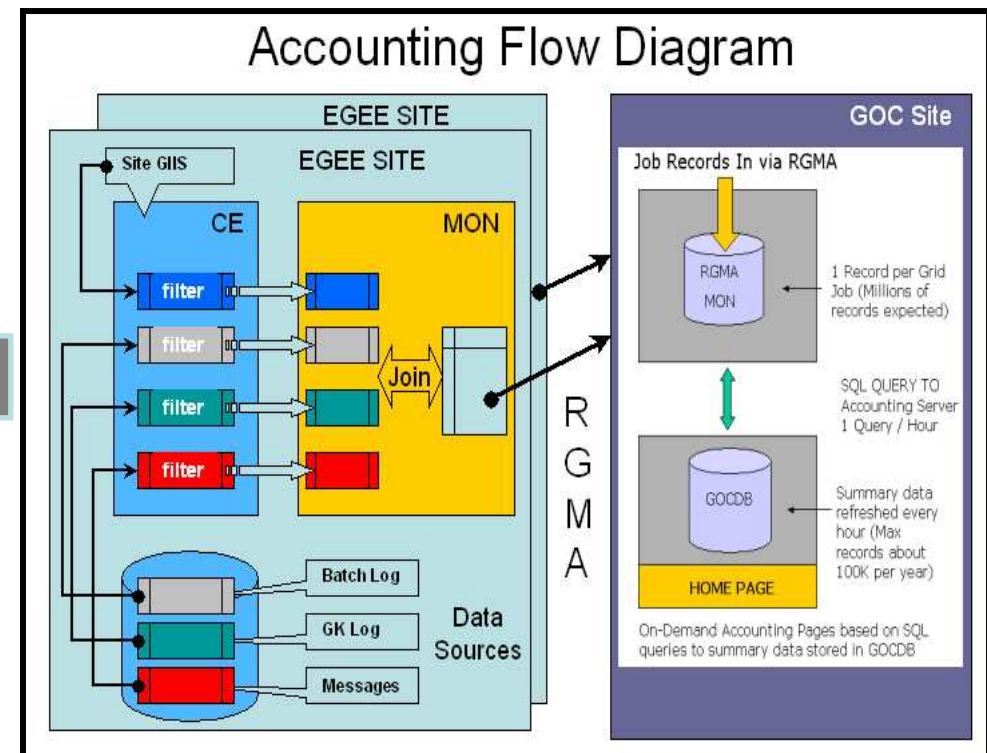 Accounting Flow Diagram
EGEE SITE
EGEE SITE
Site GIIS
CE
MON
filter
filter
filter
filter
Join
Batch Log
GK Log
Messages
Data
Sources
R
G
M
A
GOC Site
Job Records In via RGMA
RGMA
MON
1 Record per Grid
Job (Millions of
records expected)
SQL QUERY TO
Accounting Server
1 Query / Hour
GOCDB
Summary data
refreshed every
hour (Max
records about
100K per year)
HOME PAGE
On-Demand Accounting Pages based on SQL
queries to summary data stored in GOCDB